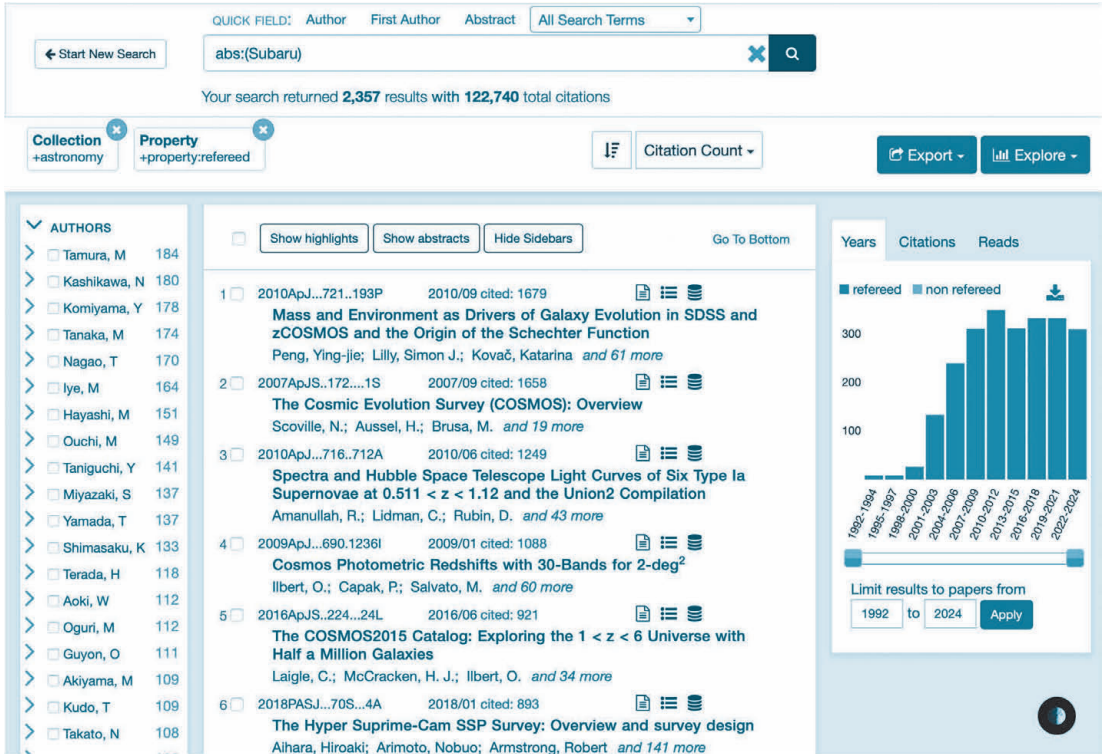 QUICK FIELD: Author First Author Abstract All Search Terms
← Start New Search
abs:(Subaru)
Your search returned 2,357 results with 122,740 total citations
Collection
+astronomy
Property
+property:refereed
Citation Count
Export
Explore
AUTHORS
Tamura, M 184
Kashikawa, N 180
Komiyama, Y 178
Tanaka, M 174
Nagao, T 170
Iye, M 164
Hayashi, M 151
Ouchi, M 149
Taniguchi, Y 141
Miyazaki, S 137
Yamada, T 137
Shimasaku, K 133
Terada, H 118
Aoki, W 112
Oguri, M 112
Guyon, O 111
Akiyama, M 109
Kudo, T 109
Takato, N 108
Show highlights Show abstracts Hide Sidebars Go To Bottom
1 2010ApJ...721..193P 2010/09 cited: 1679
Mass and Environment as Drivers of Galaxy Evolution in SDSS and
zCOSMOS and the Origin of the Schechter Function
Peng, Ying-jie; Lilly, Simon J.; Kovač, Katarina and 61 more
2 2007ApJS..172....1S 2007/09 cited: 1658
The Cosmic Evolution Survey (COSMOS): Overview
Scoville, N.; Aussel, H.; Brusa, M. and 19 more
3 2010ApJ...716..712A 2010/06 cited: 1249
Spectra and Hubble Space Telescope Light Curves of Six Type Ia
Supernovae at 0.511 < z < 1.12 and the Union2 Compilation
Amanullah, R.; Lidman, C.; Rubin, D. and 43 more
4 2009ApJ...690.1236I 2009/01 cited: 1088
Cosmos Photometric Redshifts with 30-Bands for 2-deg²
Ilbert, O.; Capak, P.; Salvato, M. and 60 more
5 2016ApJS..224...24L 2016/06 cited: 921
The COSMOS2015 Catalog: Exploring the 1 < z < 6 Universe with
Half a Million Galaxies
Laigle, C.; McCracken, H. J.; Ilbert, O. and 34 more
6 2018PASJ...70S...4A 2018/01 cited: 893
The Hyper Suprime-Cam SSP Survey: Overview and survey design
Aihara, Hiroaki; Arimoto, Nobuo; Armstrong, Robert and 141 more
Years Citations Reads
refereed non refereed
300
200
100
1992-1994
1995-1997
1998-2000
2001-2003
2004-2006
2007-2009
2010-2012
2013-2015
2016-2018
2019-2021
2022-2024
Limit results to papers from
1992 to 2024 Apply